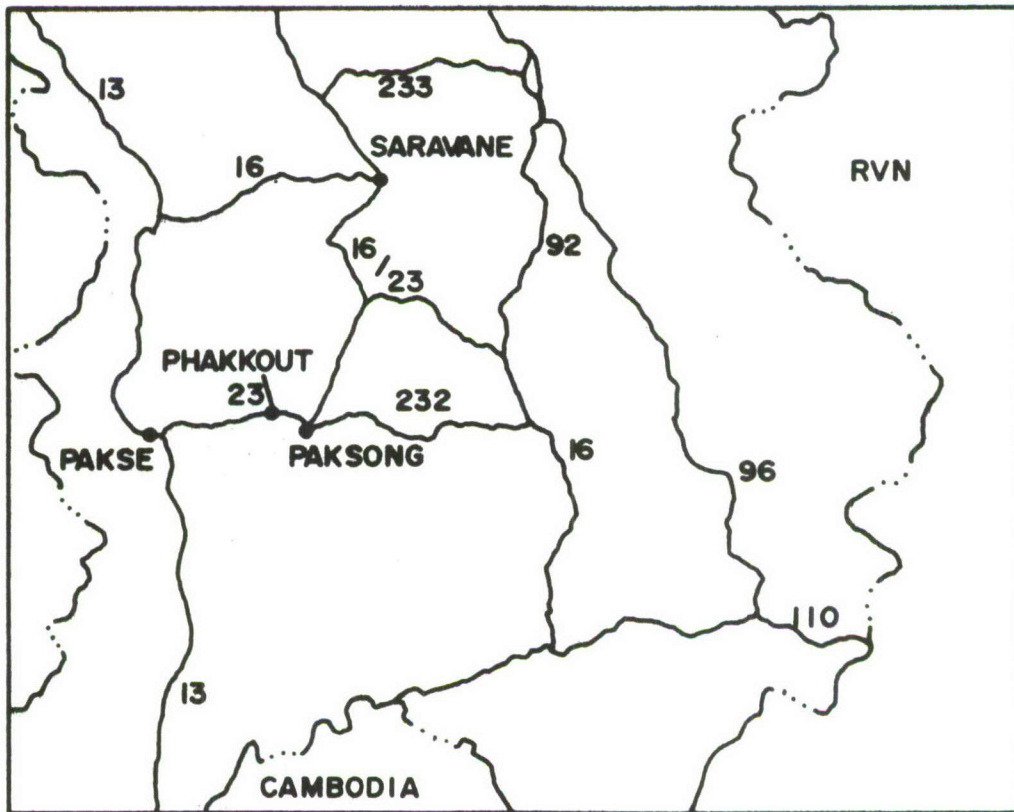 13
233
SARAVANE
16
RVN
92
16/23
PHAKKOUT
23
232
PAKSE
PAKSONG
16
96
110
13
CAMBODIA